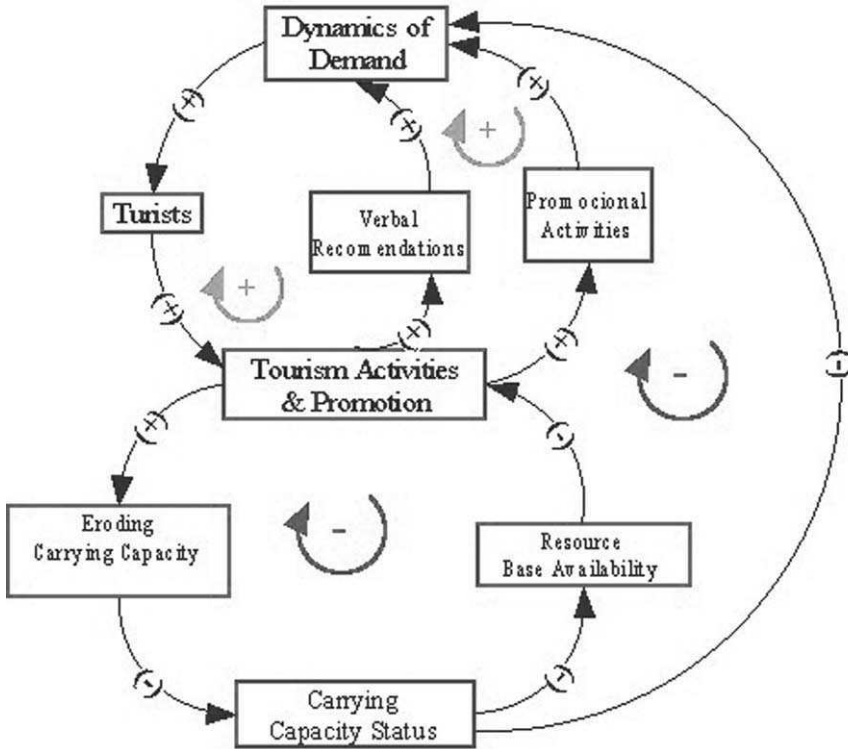 Dynamics of
Demand
(+)
(+)
(+)
+
Turists
Verbal
Recomendations
Promocional
Activities
(+)
+
(+)
(+)
Tourism Activities
& Promotion
-
(-)
(+)
(-)
Eroding
Carrying Capacity
-
Resource
Base Availability
(-)
(-)
Carrying
Capacity Status